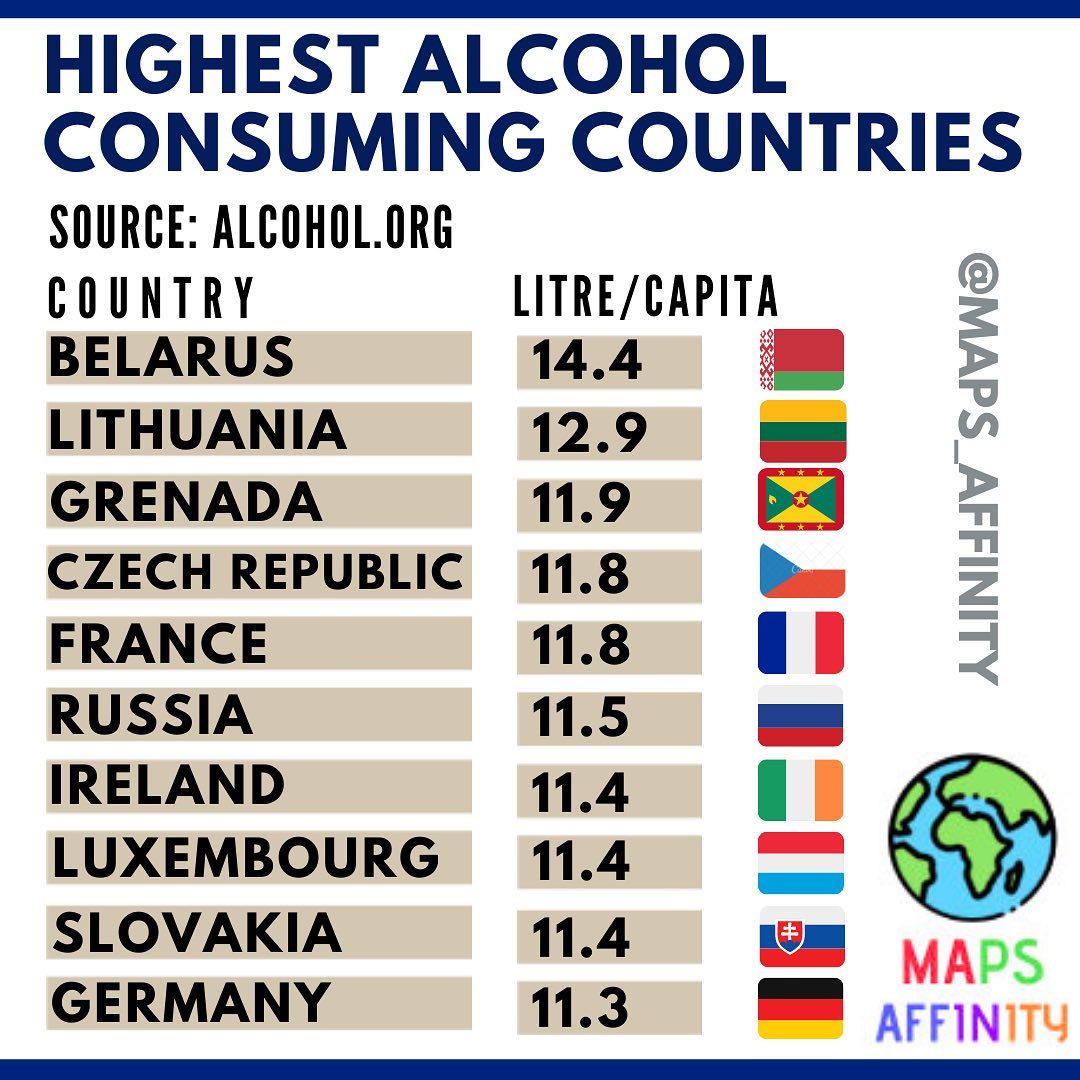 HIGHEST ALCOHOL
CONSUMING COUNTRIES
SOURCE: ALCOHOL.ORG
COUNTRY LITRE/CAPITA
BELARUS 14.4
LITHUANIA 12.9
GRENADA 11.9
CZECH REPUBLIC 11.8
FRANCE 11.8
RUSSIA 11.5
IRELAND 11.4
LUXEMBOURG 11.4
SLOVAKIA 11.4
GERMANY 11.3
@MAPS_AFFINITY
MAPS
AFFINITY